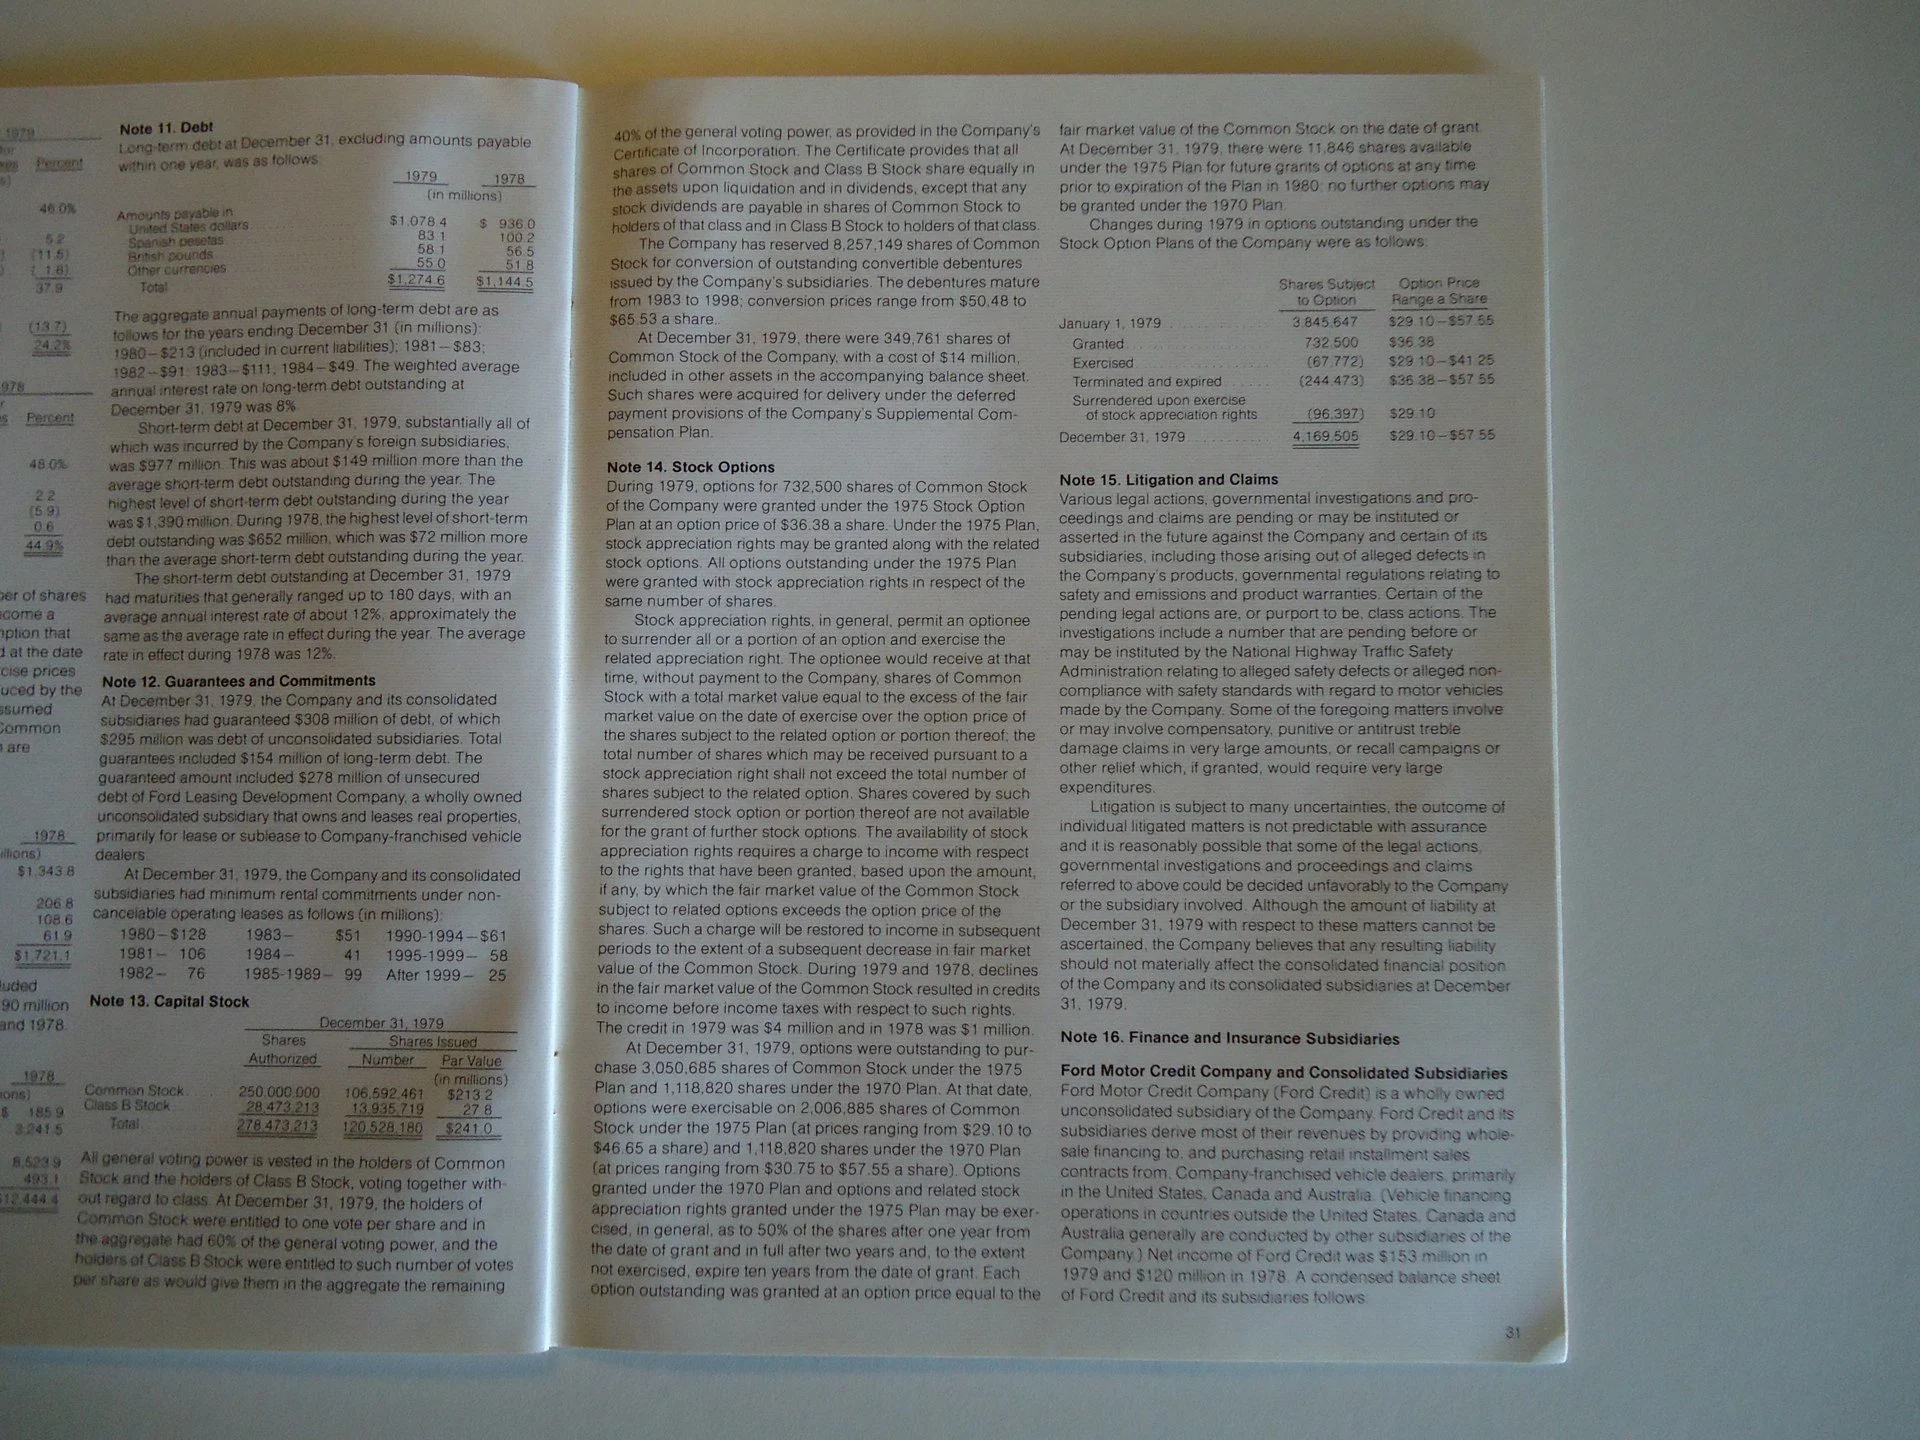 1979
Percent
46.0%
5.2
(11.5)
( 1.8)
37.9
(13.7)
24.2%
978
Percent
48.0%
2.2
(5.9)
0.6
44.9%
of shares
come a
ption that
at the date
cise prices
uced by the
ssumed
Common
are
1978
illions)
$1,343.8
206.8
108.6
61.9
$1,721.1
luded
90 million
and 1978.
1978
ions)
$ 185.9
3,241.5
8,523.9
493.1
$12,444.4
Note 11. Debt
Long-term debt at December 31, excluding amounts payable
within one year, was as follows:
1979 1978
(in millions)
Amounts payable in
United States dollars $1,078.4 $ 936.0
Spanish pesetas 83.1 100.2
British pounds 58.1 56.5
Other currencies 55.0 51.8
Total $1,274.6 $1,144.5
The aggregate annual payments of long-term debt are as
follows for the years ending December 31 (in millions):
1980–$213 (included in current liabilities); 1981–$83;
1982–$91; 1983–$111; 1984–$49. The weighted average
annual interest rate on long-term debt outstanding at
December 31, 1979 was 8%.
Short-term debt at December 31, 1979, substantially all of
which was incurred by the Company's foreign subsidiaries,
was $977 million. This was about $149 million more than the
average short-term debt outstanding during the year. The
highest level of short-term debt outstanding during the year
was $1,390 million. During 1978, the highest level of short-term
debt outstanding was $652 million, which was $72 million more
than the average short-term debt outstanding during the year.
The short-term debt outstanding at December 31, 1979
had maturities that generally ranged up to 180 days, with an
average annual interest rate of about 12%, approximately the
same as the average rate in effect during the year. The average
rate in effect during 1978 was 12%.
Note 12. Guarantees and Commitments
At December 31, 1979, the Company and its consolidated
subsidiaries had guaranteed $308 million of debt, of which
$295 million was debt of unconsolidated subsidiaries. Total
guarantees included $154 million of long-term debt. The
guaranteed amount included $278 million of unsecured
debt of Ford Leasing Development Company, a wholly owned
unconsolidated subsidiary that owns and leases real properties,
primarily for lease or sublease to Company-franchised vehicle
dealers.
At December 31, 1979, the Company and its consolidated
subsidiaries had minimum rental commitments under non-
cancelable operating leases as follows (in millions):
1980–$128 1983– $51 1990-1994–$61
1981– 106 1984– 41 1995-1999– 58
1982– 76 1985-1989– 99 After 1999– 25
Note 13. Capital Stock
December 31, 1979
Shares Shares Issued
Authorized Number Par Value
(in millions)
Common Stock.... 250,000,000 106,592,461 $213.2
Class B Stock 28,473,213 13,935,719 27.8
Total 278,473,213 120,528,180 $241.0
All general voting power is vested in the holders of Common
Stock and the holders of Class B Stock, voting together with-
out regard to class. At December 31, 1979, the holders of
Common Stock were entitled to one vote per share and in
the aggregate had 60% of the general voting power, and the
holders of Class B Stock were entitled to such number of votes
per share as would give them in the aggregate the remaining
40% of the general voting power, as provided in the Company's
Certificate of Incorporation. The Certificate provides that all
shares of Common Stock and Class B Stock share equally in
the assets upon liquidation and in dividends, except that any
stock dividends are payable in shares of Common Stock to
holders of that class and in Class B Stock to holders of that class.
The Company has reserved 8,257,149 shares of Common
Stock for conversion of outstanding convertible debentures
issued by the Company's subsidiaries. The debentures mature
from 1983 to 1998; conversion prices range from $50.48 to
$65.53 a share..
At December 31, 1979, there were 349,761 shares of
Common Stock of the Company, with a cost of $14 million,
included in other assets in the accompanying balance sheet.
Such shares were acquired for delivery under the deferred
payment provisions of the Company's Supplemental Com-
pensation Plan.
Note 14. Stock Options
During 1979, options for 732,500 shares of Common Stock
of the Company were granted under the 1975 Stock Option
Plan at an option price of $36.38 a share. Under the 1975 Plan,
stock appreciation rights may be granted along with the related
stock options. All options outstanding under the 1975 Plan
were granted with stock appreciation rights in respect of the
same number of shares.
Stock appreciation rights, in general, permit an optionee
to surrender all or a portion of an option and exercise the
related appreciation right. The optionee would receive at that
time, without payment to the Company, shares of Common
Stock with a total market value equal to the excess of the fair
market value on the date of exercise over the option price of
the shares subject to the related option or portion thereof; the
total number of shares which may be received pursuant to a
stock appreciation right shall not exceed the total number of
shares subject to the related option. Shares covered by such
surrendered stock option or portion thereof are not available
for the grant of further stock options. The availability of stock
appreciation rights requires a charge to income with respect
to the rights that have been granted, based upon the amount,
if any, by which the fair market value of the Common Stock
subject to related options exceeds the option price of the
shares. Such a charge will be restored to income in subsequent
periods to the extent of a subsequent decrease in fair market
value of the Common Stock. During 1979 and 1978, declines
in the fair market value of the Common Stock resulted in credits
to income before income taxes with respect to such rights.
The credit in 1979 was $4 million and in 1978 was $1 million.
At December 31, 1979, options were outstanding to pur-
chase 3,050,685 shares of Common Stock under the 1975
Plan and 1,118,820 shares under the 1970 Plan. At that date,
options were exercisable on 2,006,885 shares of Common
Stock under the 1975 Plan (at prices ranging from $29.10 to
$46.65 a share) and 1,118,820 shares under the 1970 Plan
(at prices ranging from $30.75 to $57.55 a share). Options
granted under the 1970 Plan and options and related stock
appreciation rights granted under the 1975 Plan may be exer-
cised, in general, as to 50% of the shares after one year from
the date of grant and in full after two years and, to the extent
not exercised, expire ten years from the date of grant. Each
option outstanding was granted at an option price equal to the
fair market value of the Common Stock on the date of grant.
At December 31, 1979, there were 11,846 shares available
under the 1975 Plan for future grants of options at any time
prior to expiration of the Plan in 1980; no further options may
be granted under the 1970 Plan.
Changes during 1979 in options outstanding under the
Stock Option Plans of the Company were as follows:
Shares Subject Option Price
to Option Range a Share
January 1, 1979 3,845,647 $29.10–$57.55
Granted 732,500 $36.38
Exercised (67,772) $29.10–$41.25
Terminated and expired (244,473) $36.38–$57.55
Surrendered upon exercise
of stock appreciation rights (96,397) $29.10
December 31, 1979 4,169,505 $29.10–$57.55
Note 15. Litigation and Claims
Various legal actions, governmental investigations and pro-
ceedings and claims are pending or may be instituted or
asserted in the future against the Company and certain of its
subsidiaries, including those arising out of alleged defects in
the Company's products, governmental regulations relating to
safety and emissions and product warranties. Certain of the
pending legal actions are, or purport to be, class actions. The
investigations include a number that are pending before or
may be instituted by the National Highway Traffic Safety
Administration relating to alleged safety defects or alleged non-
compliance with safety standards with regard to motor vehicles
made by the Company. Some of the foregoing matters involve
or may involve compensatory, punitive or antitrust treble
damage claims in very large amounts, or recall campaigns or
other relief which, if granted, would require very large
expenditures.
Litigation is subject to many uncertainties, the outcome of
individual litigated matters is not predictable with assurance
and it is reasonably possible that some of the legal actions,
governmental investigations and proceedings and claims
referred to above could be decided unfavorably to the Company
or the subsidiary involved. Although the amount of liability at
December 31, 1979 with respect to these matters cannot be
ascertained, the Company believes that any resulting liability
should not materially affect the consolidated financial position
of the Company and its consolidated subsidiaries at December
31, 1979.
Note 16. Finance and Insurance Subsidiaries
Ford Motor Credit Company and Consolidated Subsidiaries
Ford Motor Credit Company (Ford Credit) is a wholly owned
unconsolidated subsidiary of the Company. Ford Credit and its
subsidiaries derive most of their revenues by providing whole-
sale financing to, and purchasing retail installment sales
contracts from, Company-franchised vehicle dealers, primarily
in the United States, Canada and Australia. (Vehicle financing
operations in countries outside the United States, Canada and
Australia generally are conducted by other subsidiaries of the
Company.) Net income of Ford Credit was $153 million in
1979 and $120 million in 1978. A condensed balance sheet
of Ford Credit and its subsidiaries follows:
31